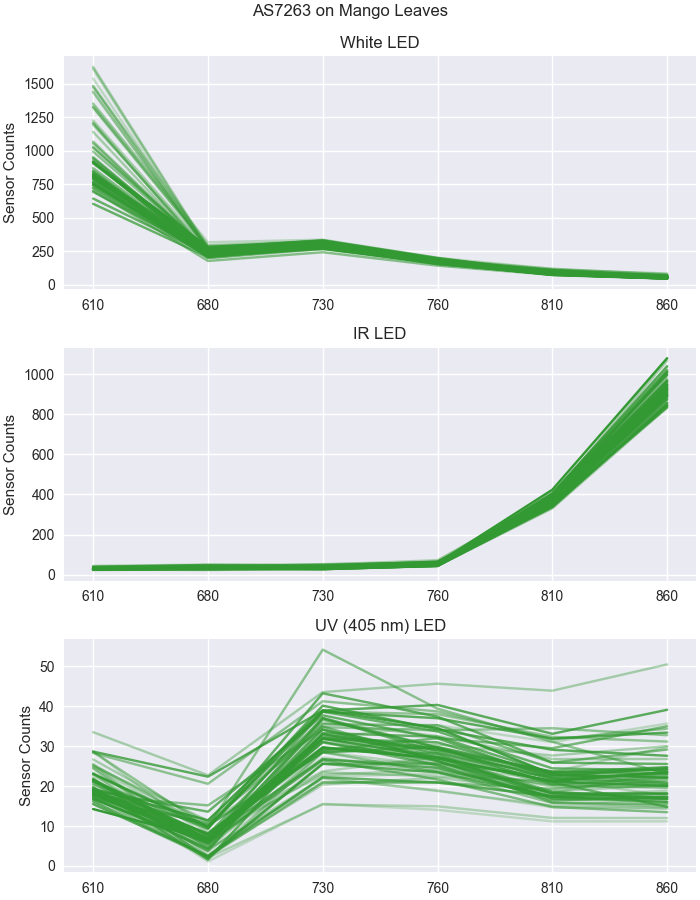 AS7263 on Mango Leaves
White LED
Sensor Counts
1500
1250
1000
750
500
250
0
610 680 730 760 810 860
IR LED
Sensor Counts
1000
800
600
400
200
0
610 680 730 760 810 860
UV (405 nm) LED
Sensor Counts
50
40
30
20
10
0
610 680 730 760 810 860